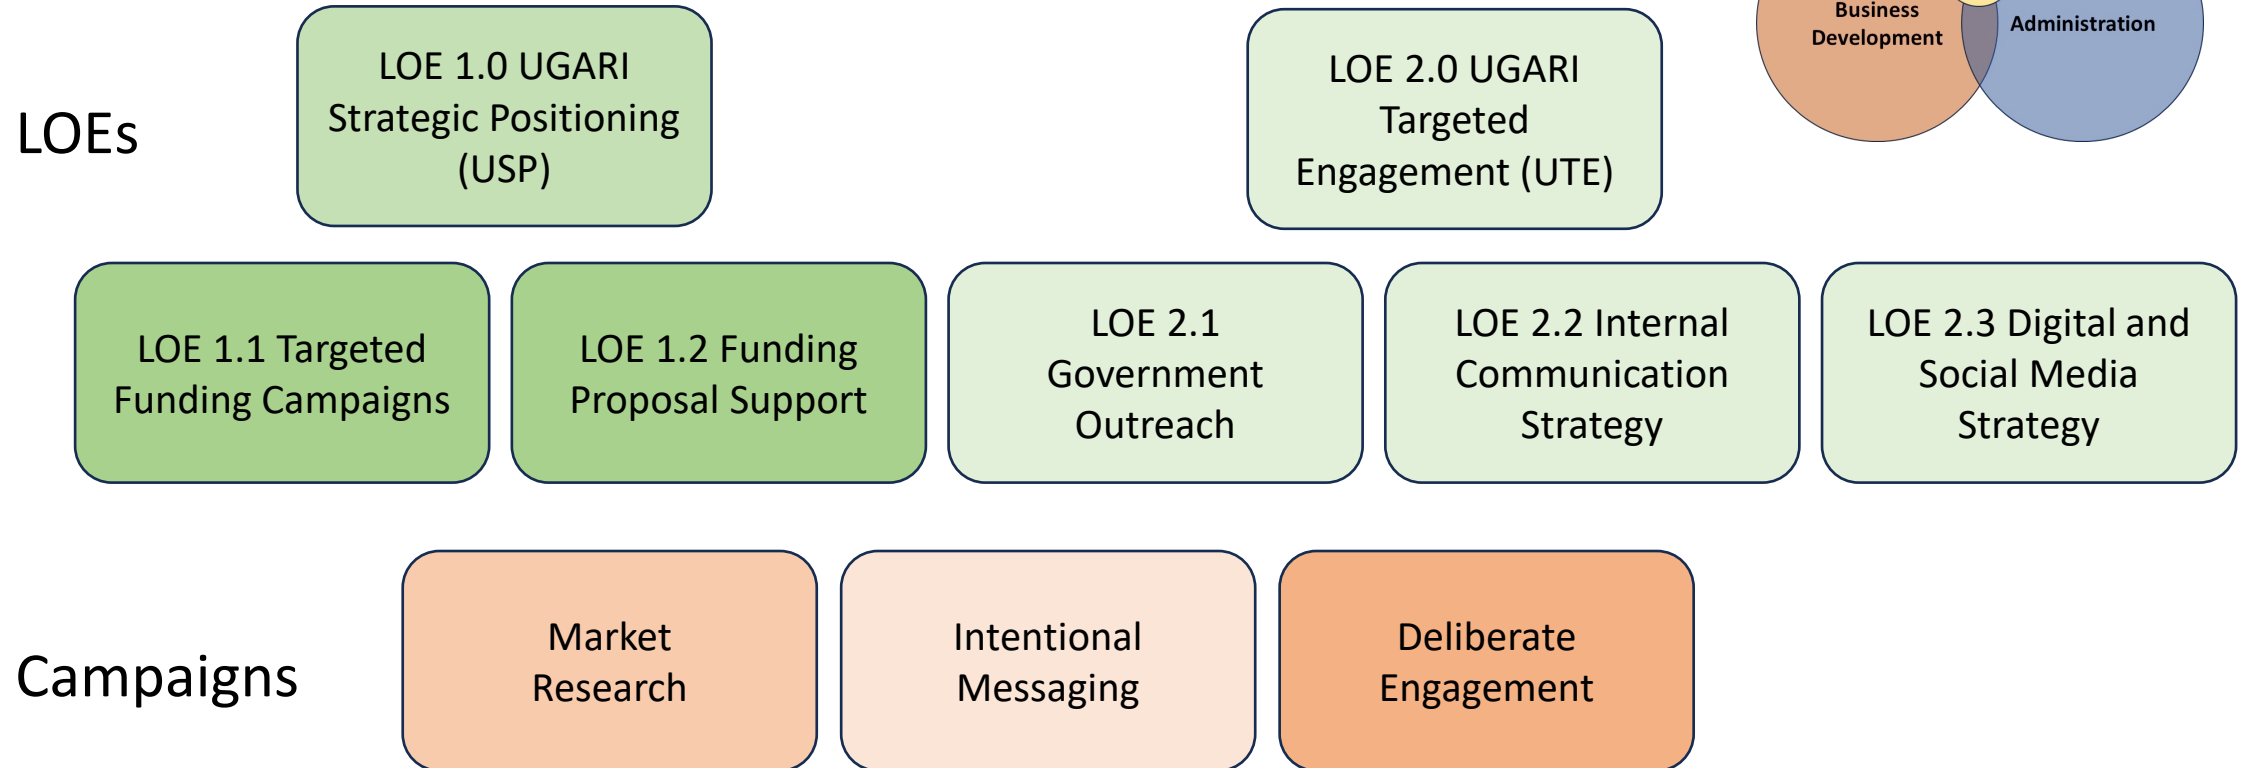 Business
Development
Administration
LOEs
LOE 1.0 UGARI
Strategic Positioning
(USP)
LOE 2.0 UGARI
Targeted
Engagement (UTE)
LOE 1.1 Targeted
Funding Campaigns
LOE 1.2 Funding
Proposal Support
LOE 2.1
Government
Outreach
LOE 2.2 Internal
Communication
Strategy
LOE 2.3 Digital and
Social Media
Strategy
Campaigns
Market
Research
Intentional
Messaging
Deliberate
Engagement